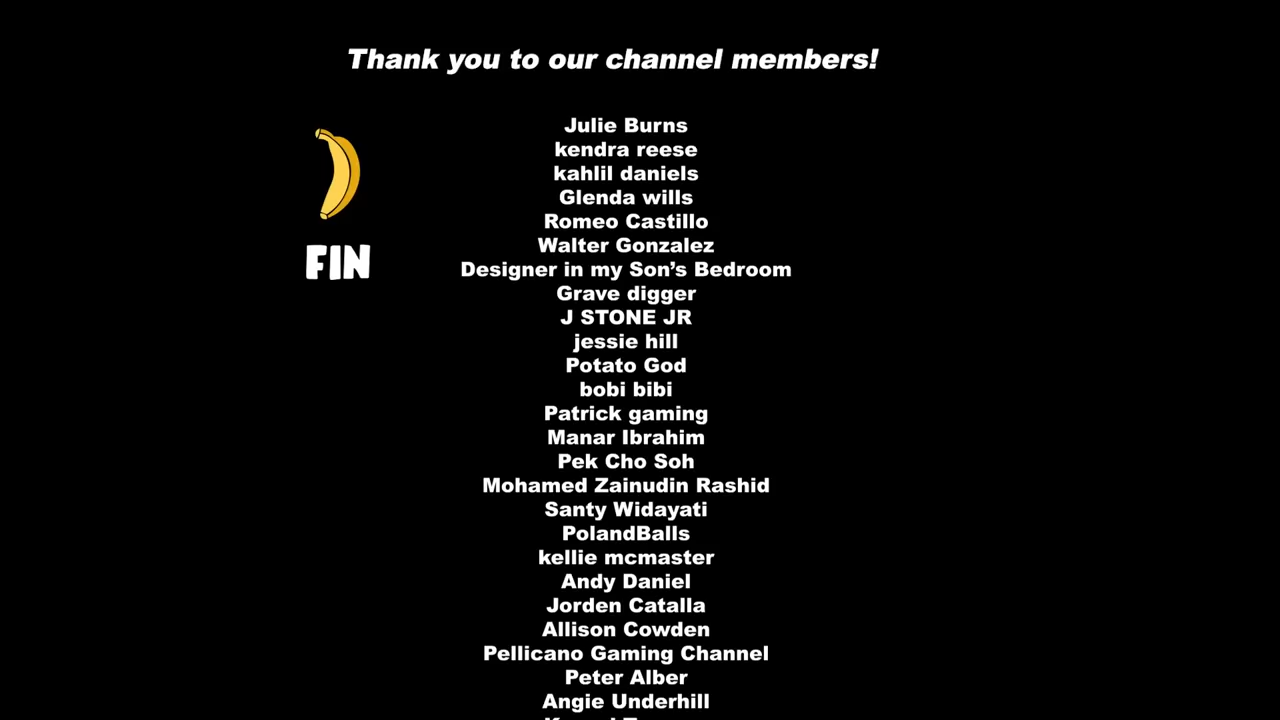 Thank you to our channel members!
Julie Burns
kendra reese
kahlil daniels
Glenda wills
Romeo Castillo
Walter Gonzalez
FIN
Designer in my Son's Bedroom
Grave digger
J STONE JR
jessie hill
Potato God
bobi bibi
Patrick gaming
Manar Ibrahim
Pek Cho Soh
Mohamed Zainudin Rashid
Santy Widayati
PolandBalls
kellie mcmaster
Andy Daniel
Jorden Catalla
Allison Cowden
Pellicano Gaming Channel
Peter Alber
Angie Underhill